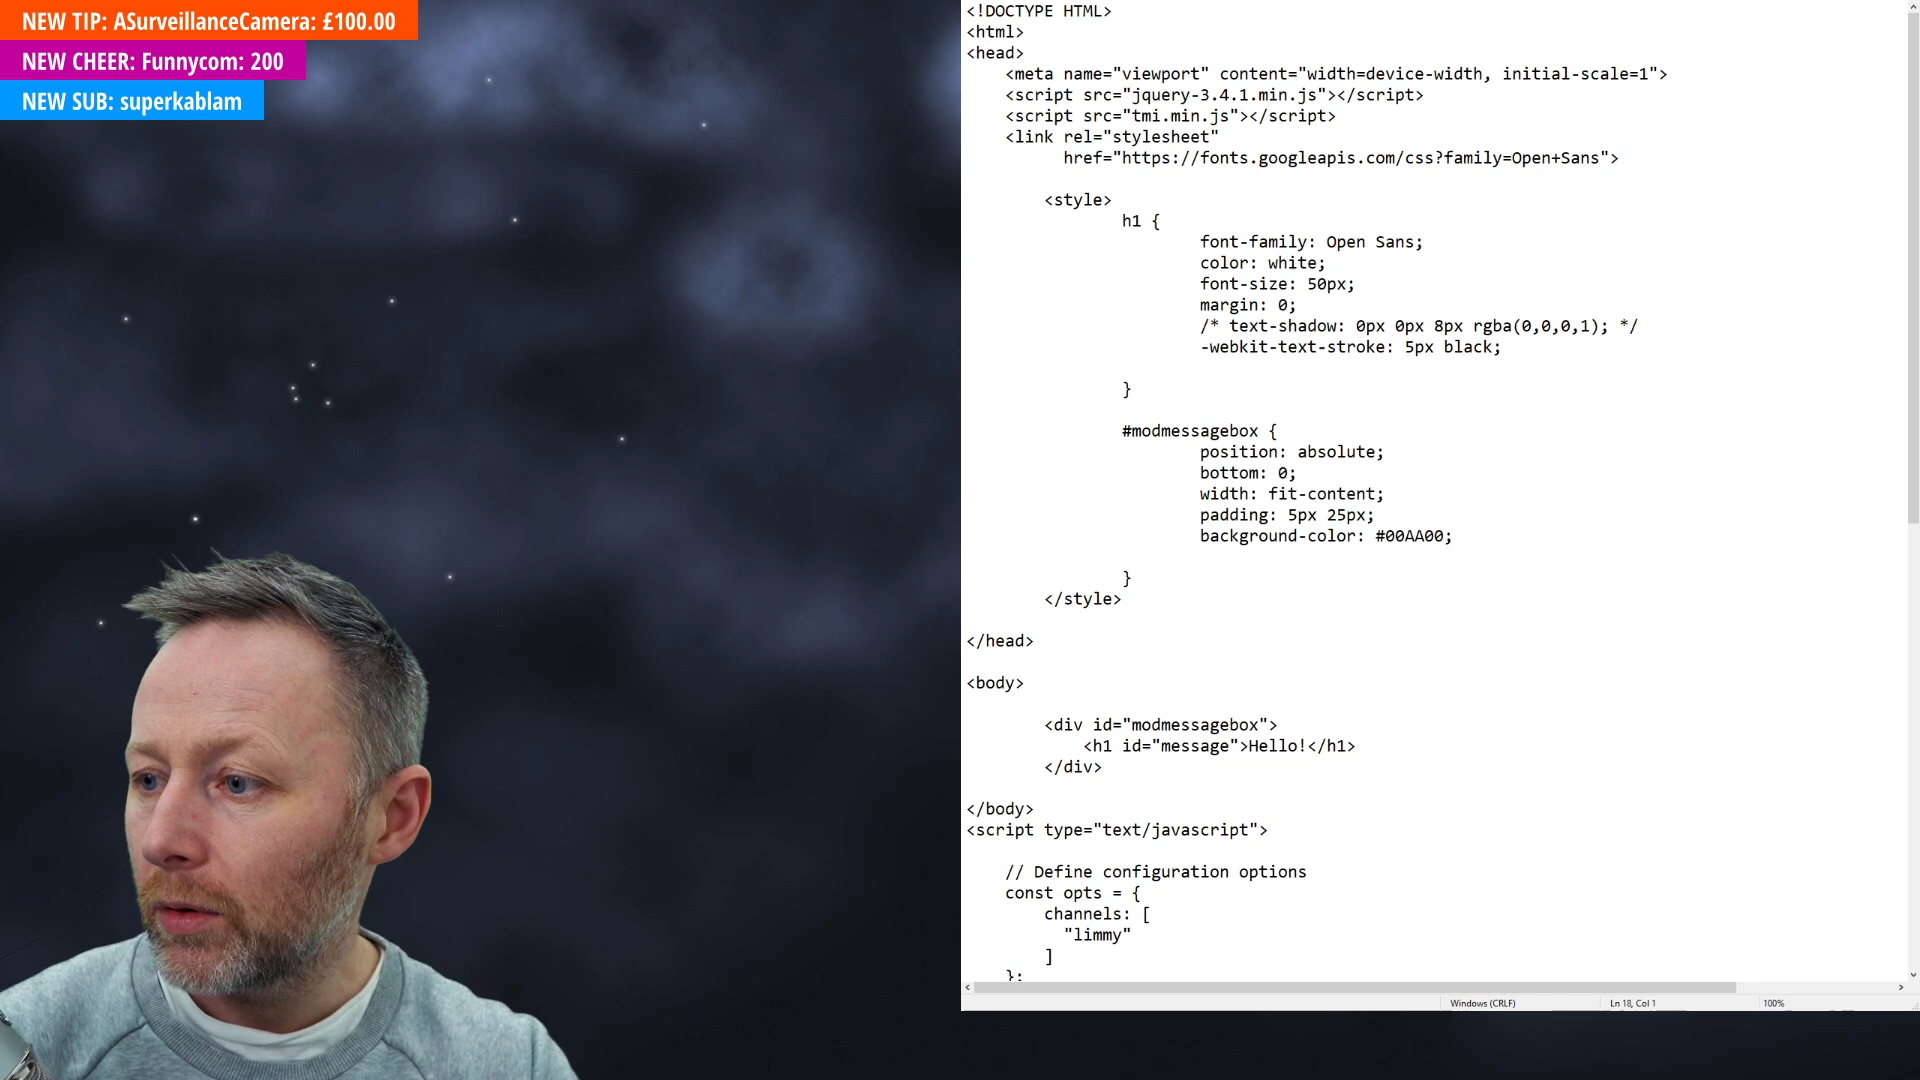 NEW TIP: ASurveillanceCamera: £100.00
NEW CHEER: Funnycom: 200
NEW SUB: superkablam
<!DOCTYPE HTML>
<html>
<head>
<meta name="viewport" content="width=device-width, initial-scale=1">
<script src="jquery-3.4.1.min.js"></script>
<script src="tmi.min.js"></script>
<link rel="stylesheet"
href="https://fonts.googleapis.com/css?family=Open+Sans">
<style>
h1 {
font-family: Open Sans;
color: white;
font-size: 50px;
margin: 0;
/* text-shadow: 0px 0px 8px rgba(0,0,0,1); */
-webkit-text-stroke: 5px black;
}
#modmessagebox {
position: absolute;
bottom: 0;
width: fit-content;
padding: 5px 25px;
background-color: #00AA00;
}
</style>
</head>
<body>
<div id="modmessagebox">
<h1 id="message">Hello!</h1>
</div>
</body>
<script type="text/javascript">
// Define configuration options
const opts = {
channels: [
"limmy"
]
};
Windows (CRLF)
Ln 18, Col 1
100%